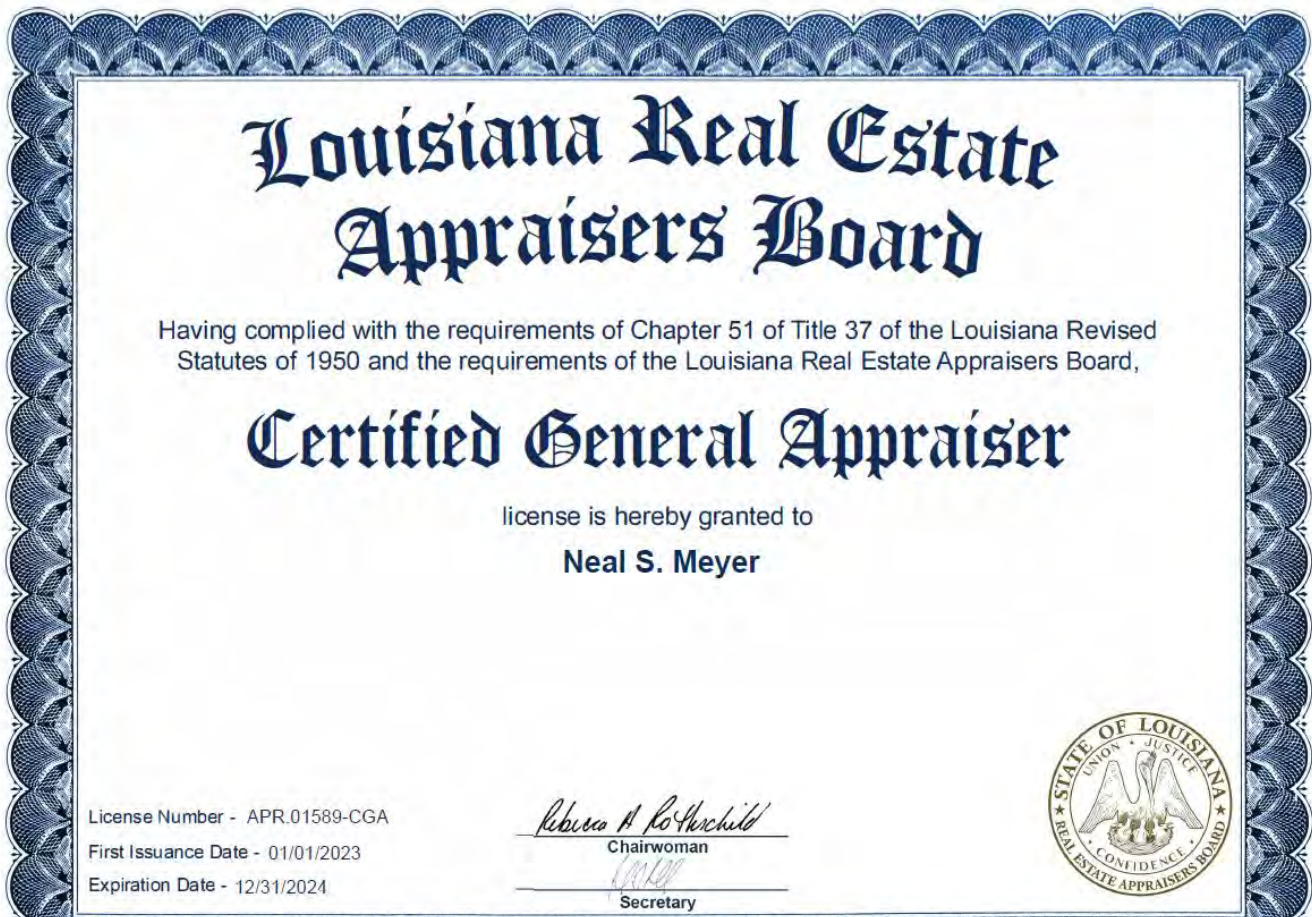 Louisiana Real Estate
Appraisers Board
Having complied with the requirements of Chapter 51 of Title 37 of the Louisiana Revised
Statutes of 1950 and the requirements of the Louisiana Real Estate Appraisers Board,
Certified General Appraiser
license is hereby granted to
Neal S. Meyer
License Number - APR.01589-CGA
First Issuance Date - 01/01/2023
Expiration Date - 12/31/2024
Rebecca A Rothschild
Chairwoman
Secretary
STATE OF LOUISIANA
UNION JUSTICE
CONFIDENCE
REAL ESTATE APPRAISERS BOARD